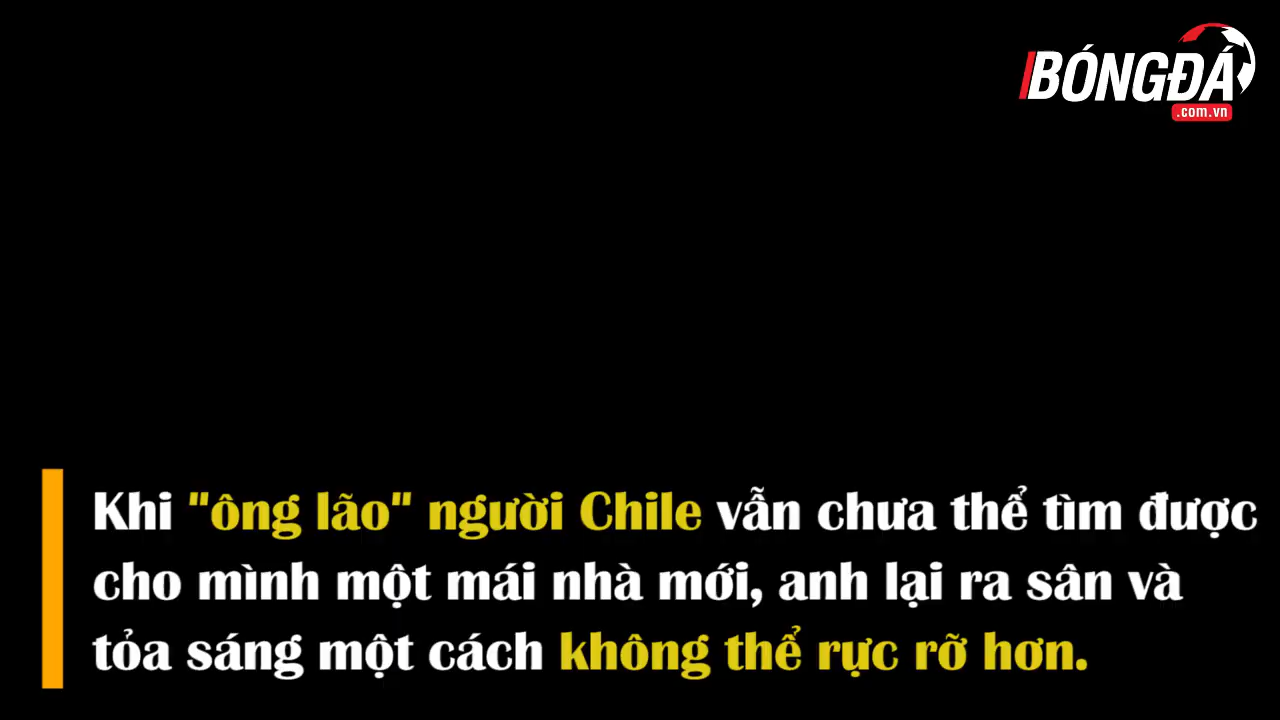 BÓNGĐÁ
.com.vn
Khi "ông lão" người Chile vẫn chưa thể tìm được
cho mình một mái nhà mới, anh lại ra sân và
tỏa sáng một cách không thể rực rỡ hơn.